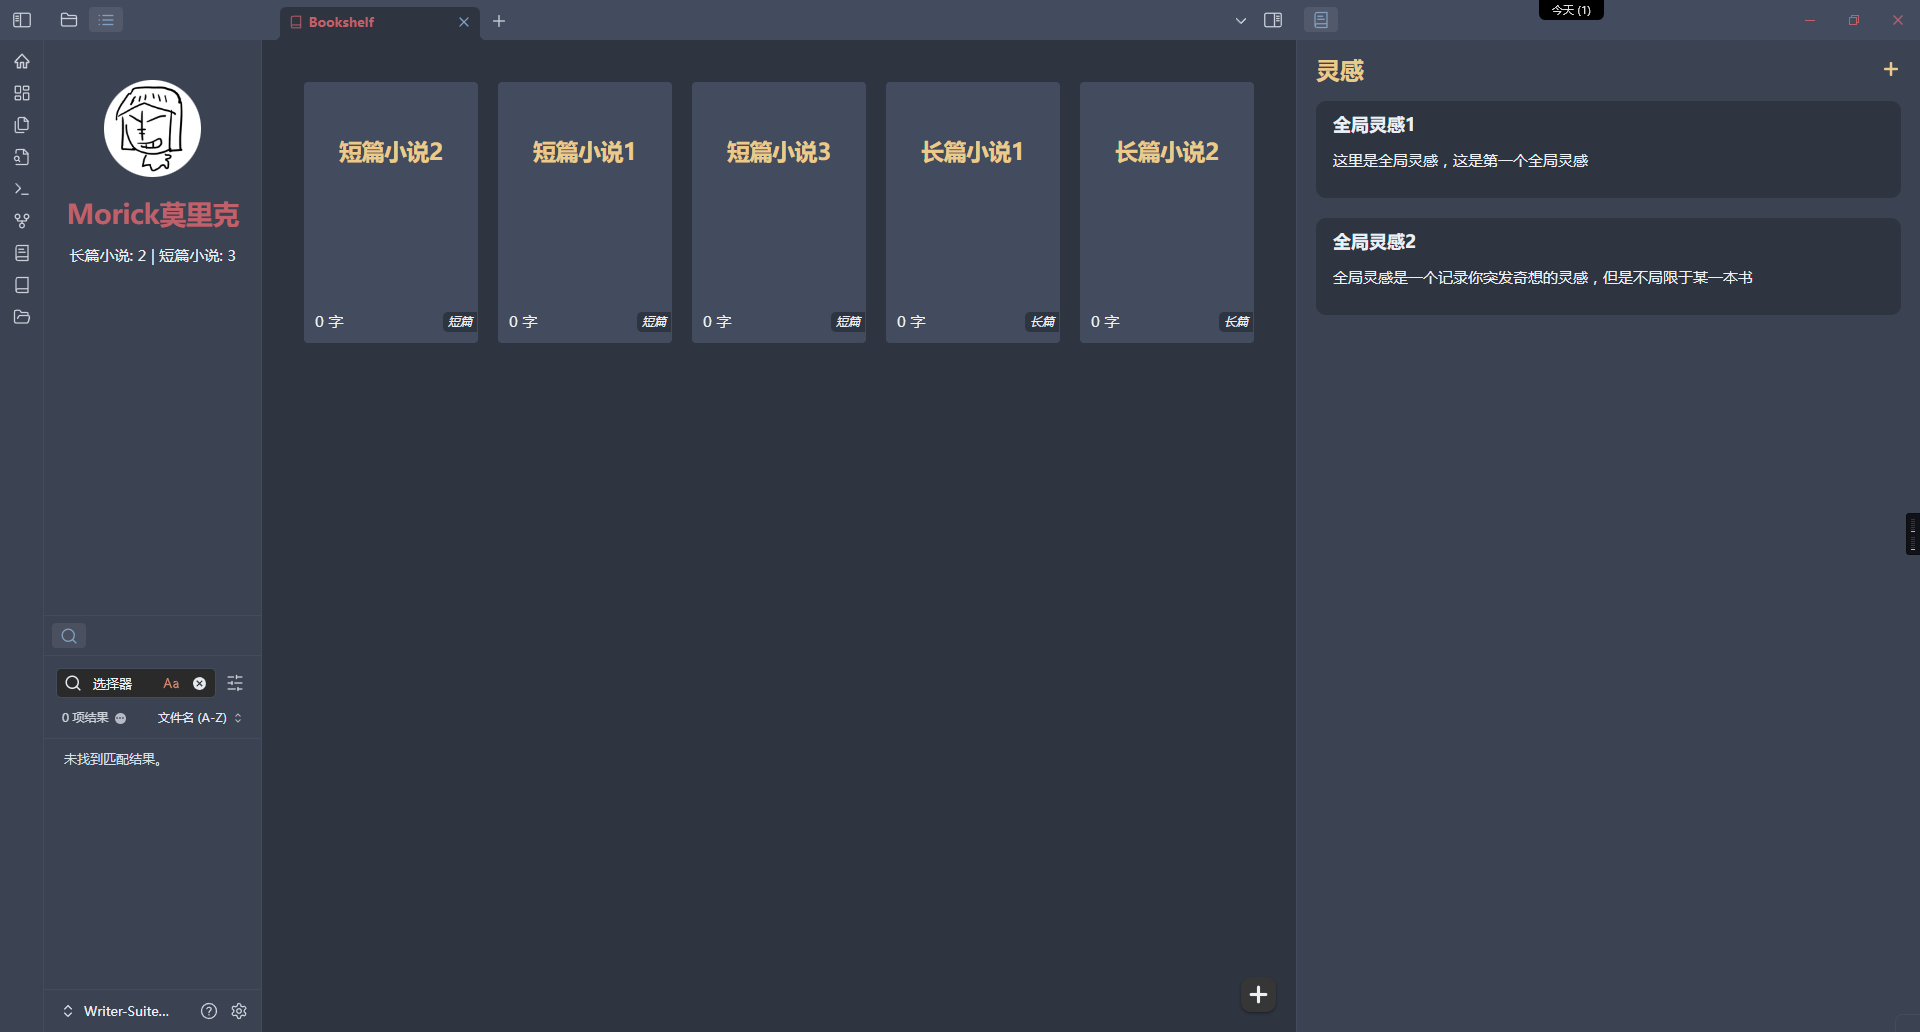 Bookshelf
今天 (1)
Morick莫里克
长篇小说: 2 | 短篇小说: 3
选择器
Aa
0 项结果
文件名 (A-Z)
未找到匹配结果。
Writer-Suite...
短篇小说2
0 字
短篇
短篇小说1
0 字
短篇
短篇小说3
0 字
短篇
长篇小说1
0 字
长篇
长篇小说2
0 字
长篇
灵感
全局灵感1
这里是全局灵感，这是第一个全局灵感
全局灵感2
全局灵感是一个记录你突发奇想的灵感，但是不局限于某一本书